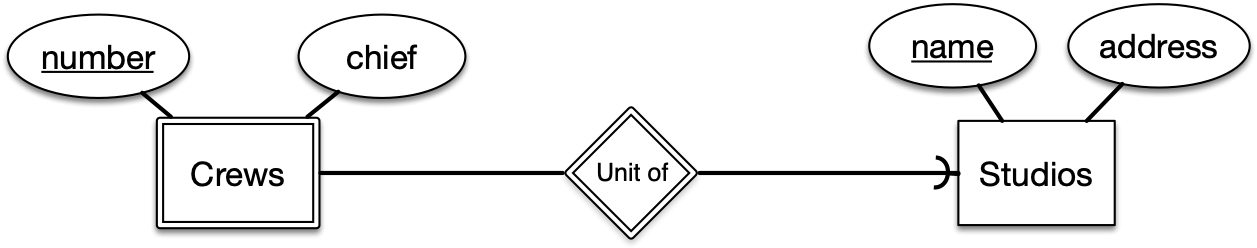 number
chief
name
address
Crews
Unit of
Studios